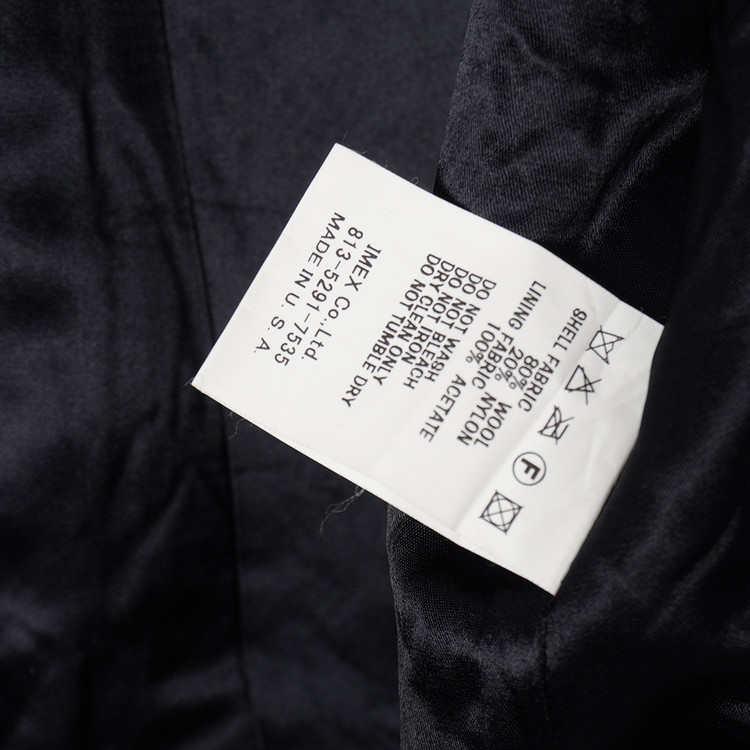 Ⓕ
SHELL FABRIC
80% WOOL
20% NYLON
LINING FABRIC
100% ACETATE
DO NOT WASH
DO NOT BLEACH
DO NOT IRON
DRY CLEAN ONLY
DO NOT TUMBLE DRY
IMEX Co., Ltd.
813-5291-7535
MADE IN U. S. A.